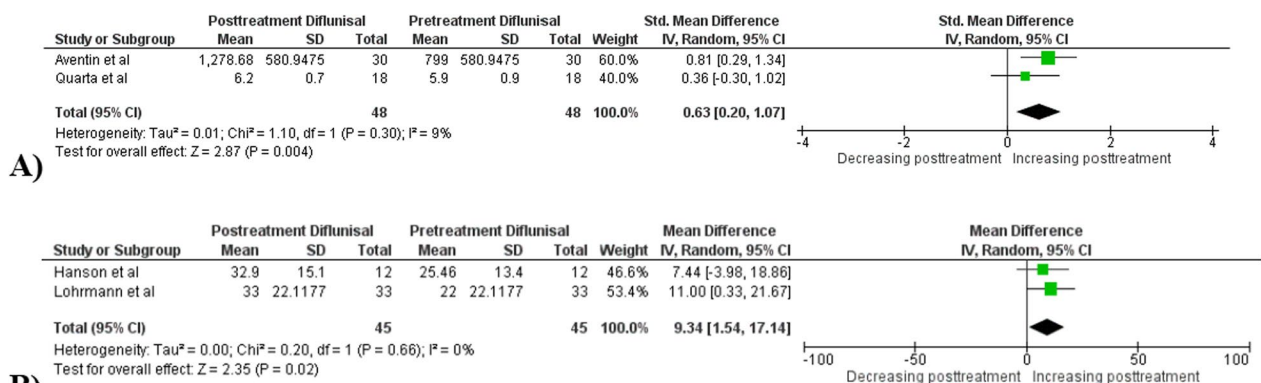 Posttreatment Diflunisal Pretreatment Diflunisal Std. Mean Difference Std. Mean Difference
Study or Subgroup Mean SD Total Mean SD Total Weight IV, Random, 95% CI IV, Random, 95% CI
Aventin et al 1,278.68 580.9475 30 799 580.9475 30 60.0% 0.81 [0.29, 1.34]
Quarta et al 6.2 0.7 18 5.9 0.9 18 40.0% 0.36 [-0.30, 1.02]
Total (95% CI) 48 48 100.0% 0.63 [0.20, 1.07]
Heterogeneity: Tau² = 0.01; Chi² = 1.10, df = 1 (P = 0.30); I² = 9%
Test for overall effect: Z = 2.87 (P = 0.004)
-4 -2 0 2 4
Decreasing posttreatment Increasing posttreatment
A)
Postreatment Diflunisal Pretreatment Diflunisal Mean Difference Mean Difference
Study or Subgroup Mean SD Total Mean SD Total Weight IV, Random, 95% CI IV, Random, 95% CI
Hanson et al 32.9 15.1 12 25.46 13.4 12 46.6% 7.44 [-3.98, 18.86]
Lohrmann et al 33 22.1177 33 22 22.1177 33 53.4% 11.00 [0.33, 21.67]
Total (95% CI) 45 45 100.0% 9.34 [1.54, 17.14]
Heterogeneity: Tau² = 0.00; Chi² = 0.20, df = 1 (P = 0.66); I² = 0%
Test for overall effect: Z = 2.35 (P = 0.02)
-100 -50 0 50 100
Decreasing posttreatment Increasing posttreatment
B)